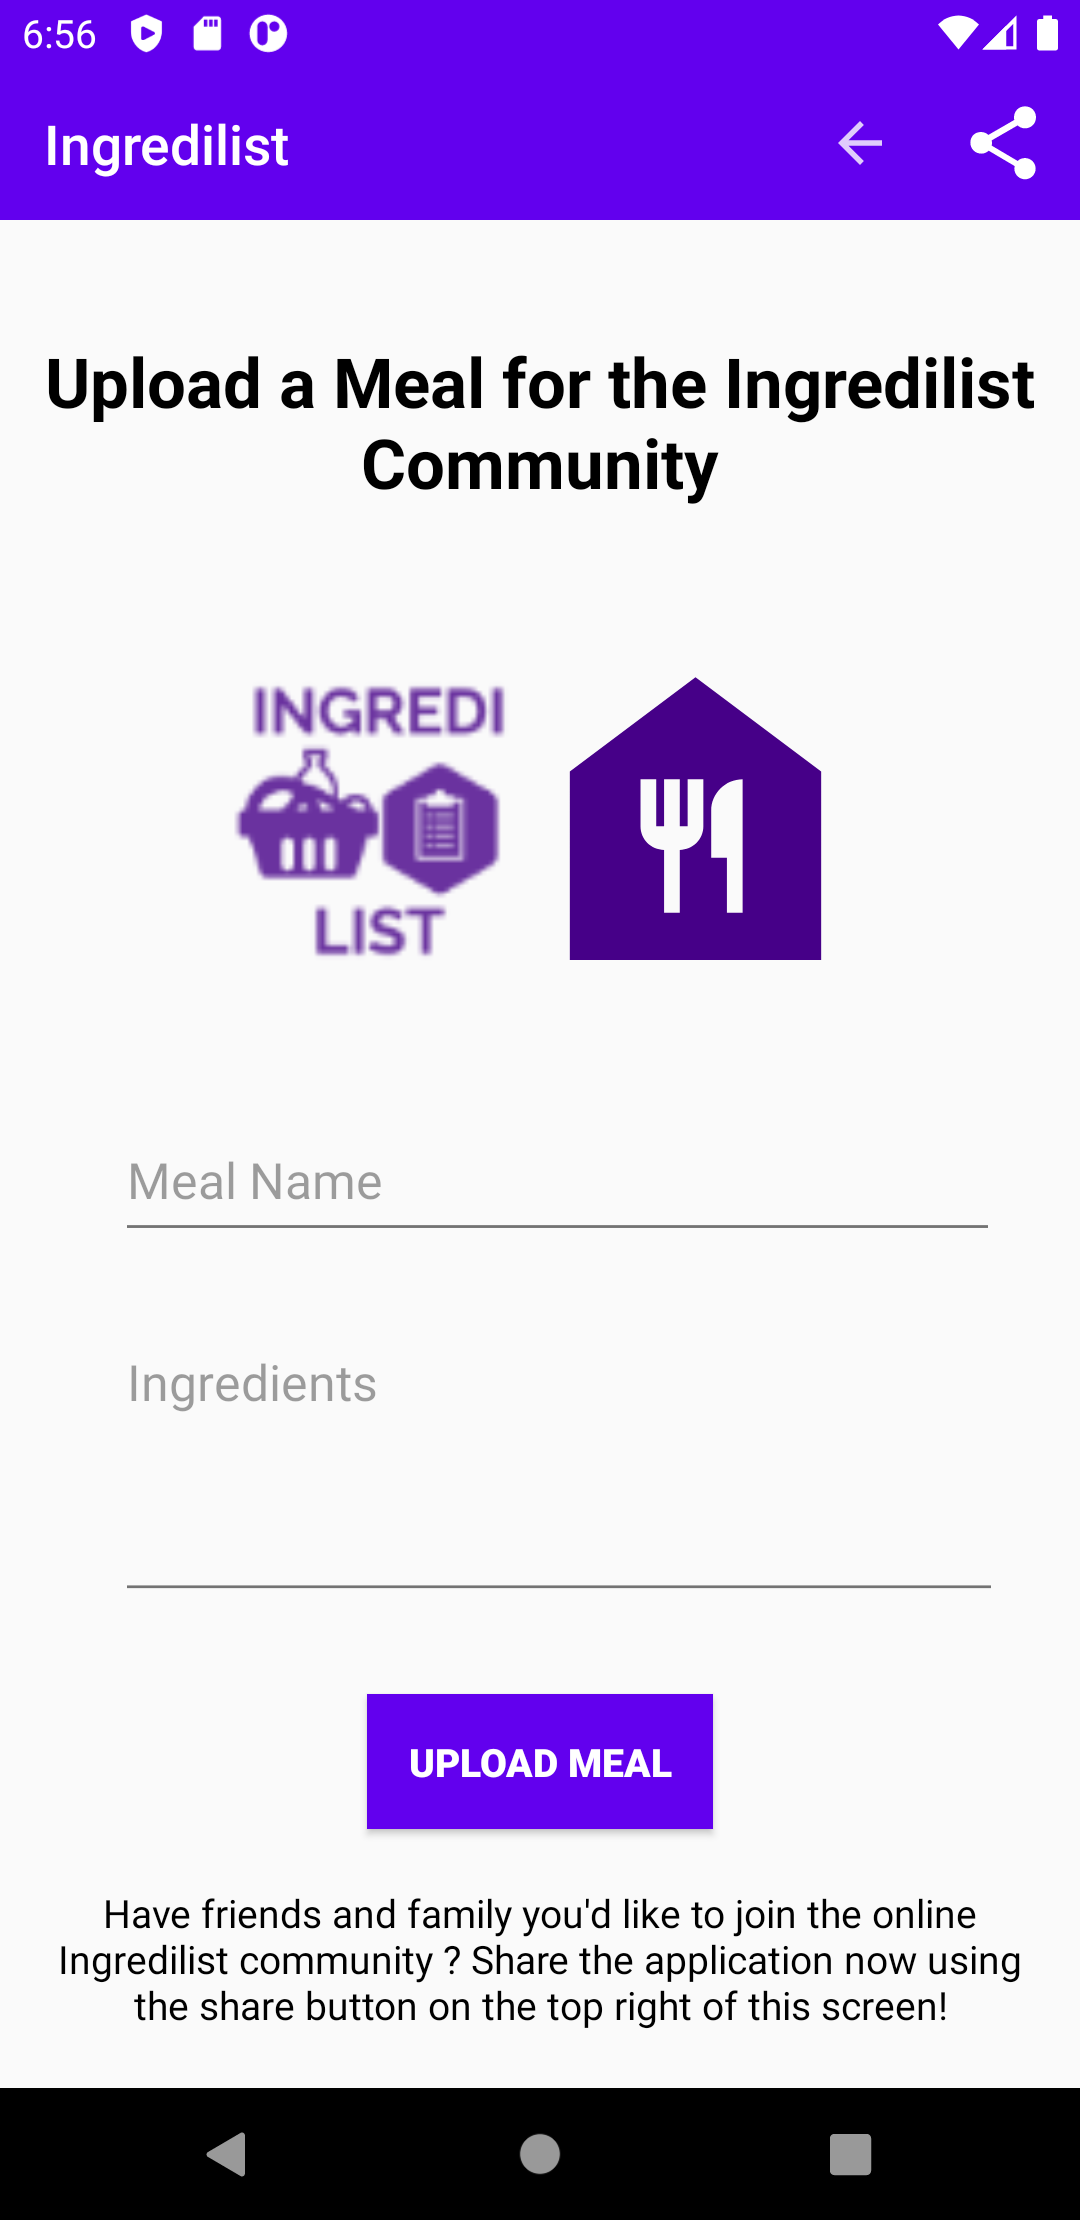 6:56
Ingredilist
Upload a Meal for the Ingredilist
Community
INGREDI
LIST
Meal Name
Ingredients
UPLOAD MEAL
Have friends and family you'd like to join the online
Ingredilist community ? Share the application now using
the share button on the top right of this screen!